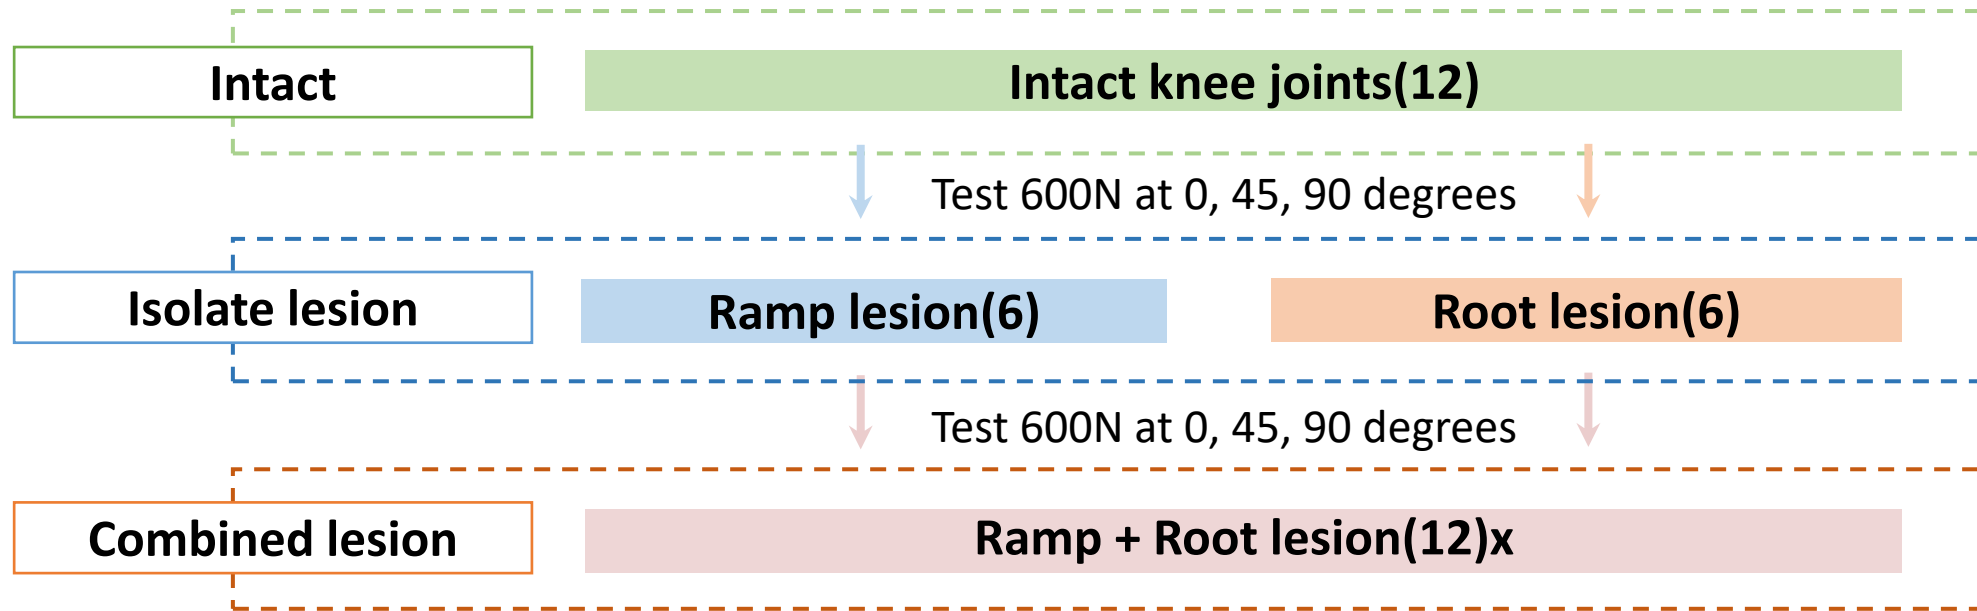 Intact
Intact knee joints(12)
Test 600N at 0, 45, 90 degrees
Isolate lesion
Ramp lesion(6)
Root lesion(6)
Test 600N at 0, 45, 90 degrees
Combined lesion
Ramp + Root lesion(12)x